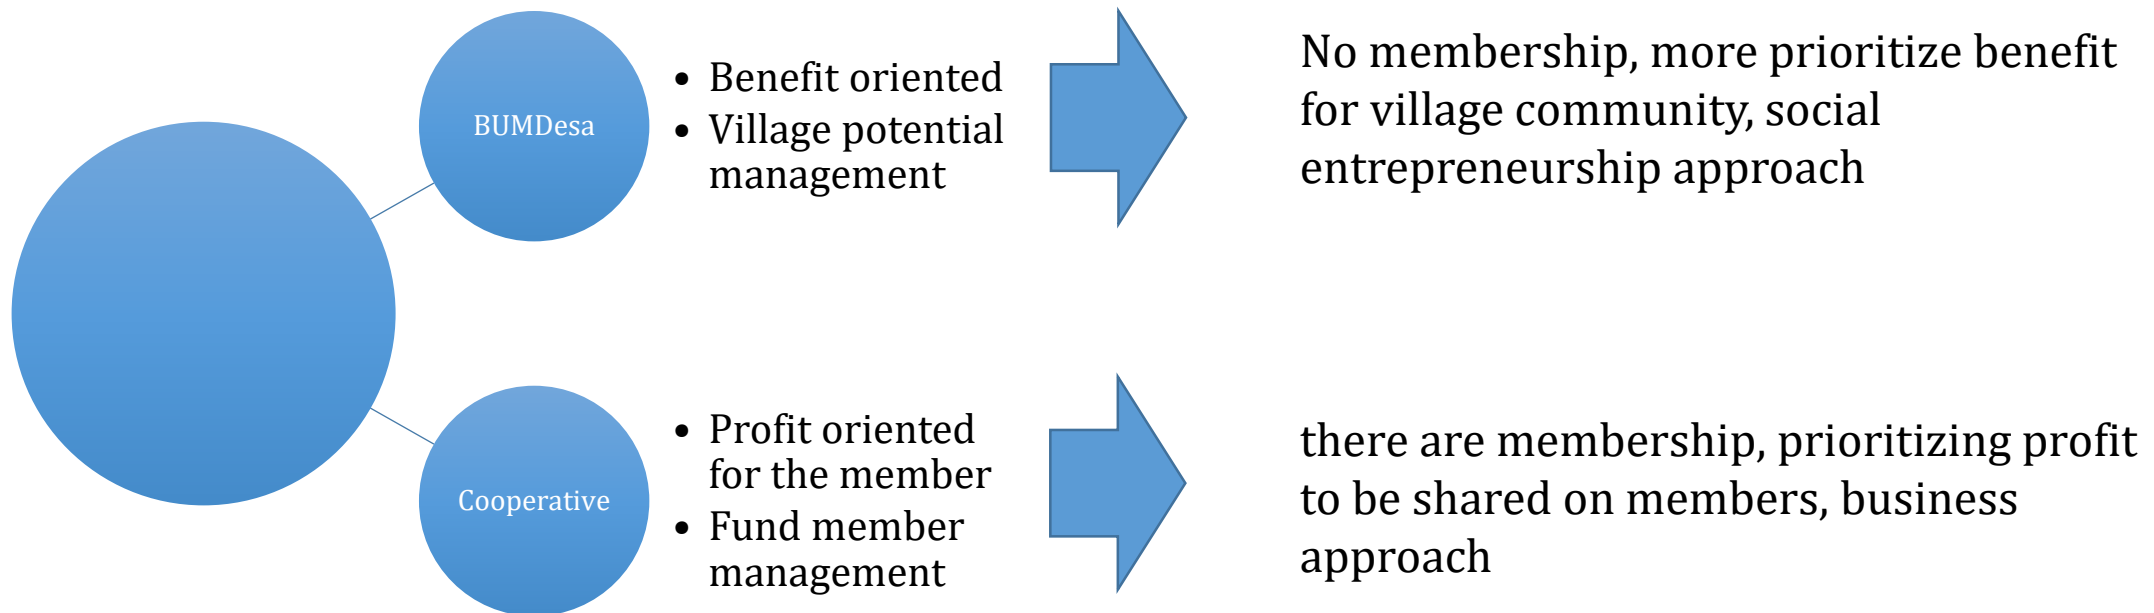 BUMDesa
• Benefit oriented
• Village potential
management
No membership, more prioritize benefit
for village community, social
entrepreneurship approach
Cooperative
• Profit oriented
for the member
• Fund member
management
there are membership, prioritizing profit
to be shared on members, business
approach